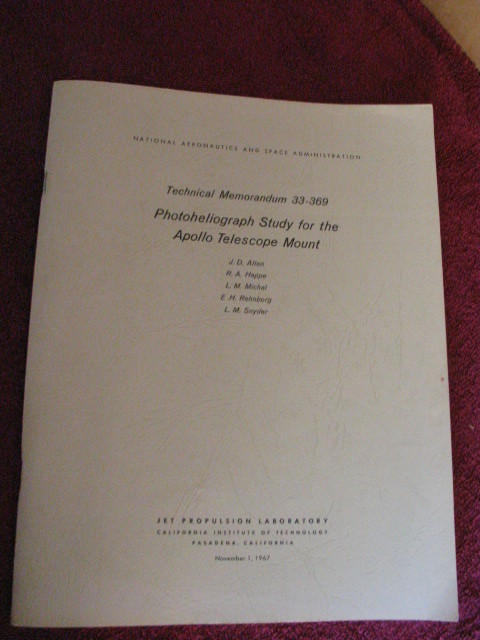 NATIONAL AERONAUTICS AND SPACE ADMINISTRATION
Technical Memorandum 33-369
Photoheliograph Study for the
Apollo Telescope Mount
J. D. Allen
R. A. Happe
L. M. Michal
E. H. Rehnborg
L. M. Snyder
JET PROPULSION LABORATORY
CALIFORNIA INSTITUTE OF TECHNOLOGY
PASADENA, CALIFORNIA
November 1, 1967